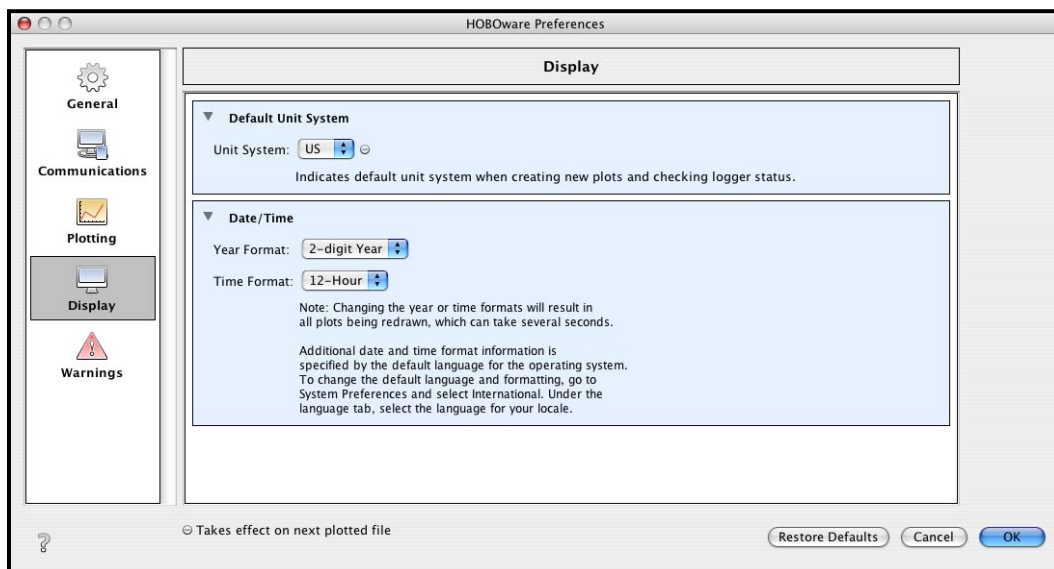 HOBOware Preferences
General
Communications
Plotting
Display
Warnings
Display
Default Unit System
Unit System: US
Indicates default unit system when creating new plots and checking logger status.
Date/Time
Year Format: 2-digit Year
Time Format: 12-Hour
Note: Changing the year or time formats will result in
all plots being redrawn, which can take several seconds.
Additional date and time format information is
specified by the default language for the operating system.
To change the default language and formatting, go to
System Preferences and select International. Under the
language tab, select the language for your locale.
?
Takes effect on next plotted file
Restore Defaults
Cancel
OK